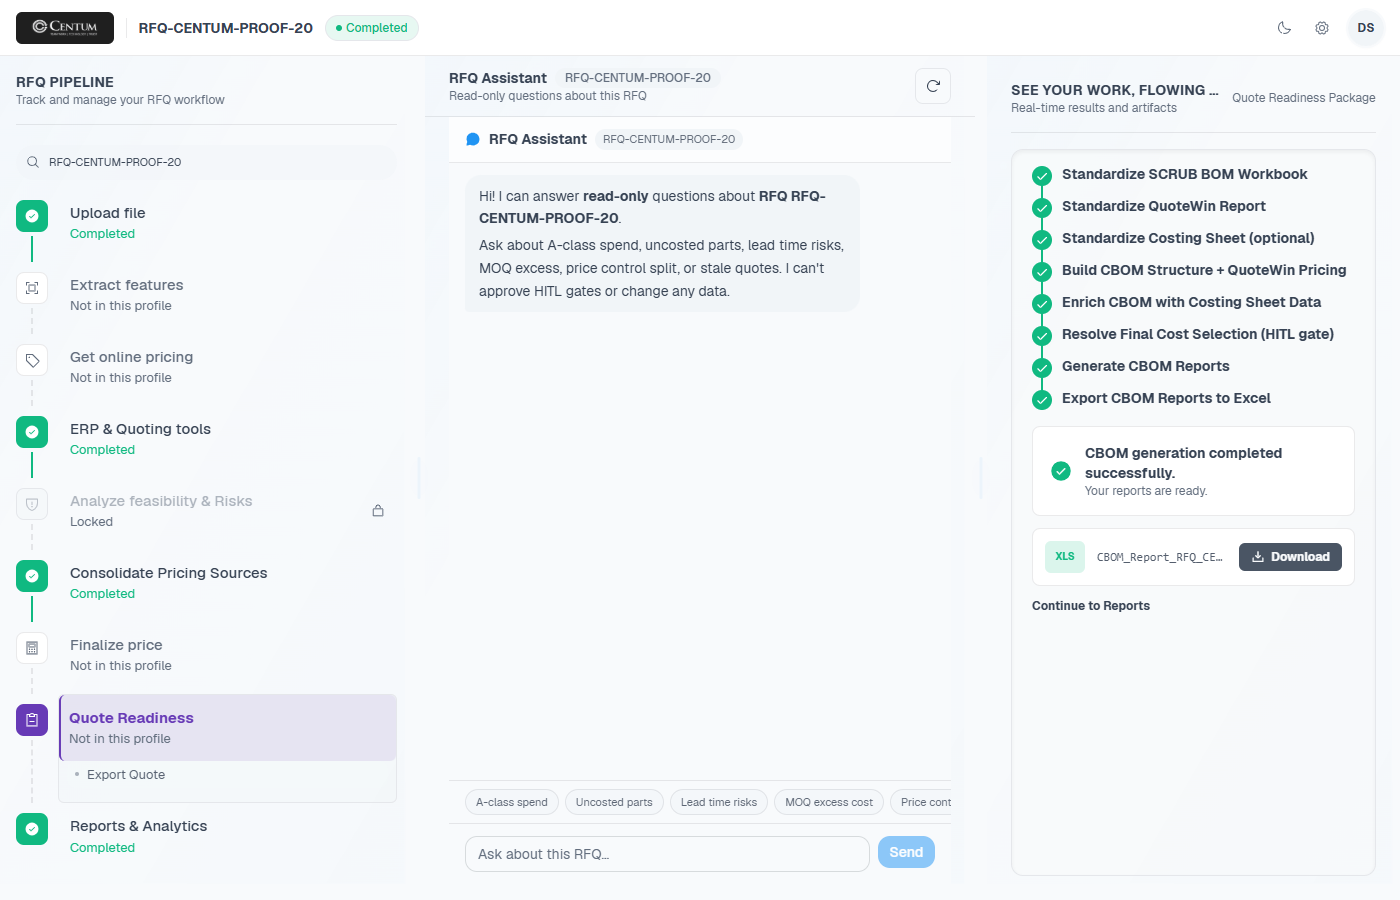 CENTUM
RFQ-CENTUM-PROOF-20
Completed
DS
RFQ PIPELINE
Track and manage your RFQ workflow
RFQ-CENTUM-PROOF-20
Upload file
Completed
Extract features
Not in this profile
Get online pricing
Not in this profile
ERP & Quoting tools
Completed
Analyze feasibility & Risks
Locked
Consolidate Pricing Sources
Completed
Finalize price
Not in this profile
Quote Readiness
Not in this profile
Export Quote
Reports & Analytics
Completed
RFQ Assistant RFQ-CENTUM-PROOF-20
Read-only questions about this RFQ
RFQ Assistant RFQ-CENTUM-PROOF-20
Hi! I can answer read-only questions about RFQ RFQ-
CENTUM-PROOF-20.
Ask about A-class spend, uncosted parts, lead time risks,
MOQ excess, price control split, or stale quotes. I can't
approve HITL gates or change any data.
A-class spend Uncosted parts Lead time risks MOQ excess cost Price cont
Ask about this RFQ...
Send
SEE YOUR WORK, FLOWING ...
Real-time results and artifacts
Quote Readiness Package
Standardize SCRUB BOM Workbook
Standardize QuoteWin Report
Standardize Costing Sheet (optional)
Build CBOM Structure + QuoteWin Pricing
Enrich CBOM with Costing Sheet Data
Resolve Final Cost Selection (HITL gate)
Generate CBOM Reports
Export CBOM Reports to Excel
CBOM generation completed
successfully.
Your reports are ready.
XLS CBOM_Report_RFQ_CE… Download
Continue to Reports